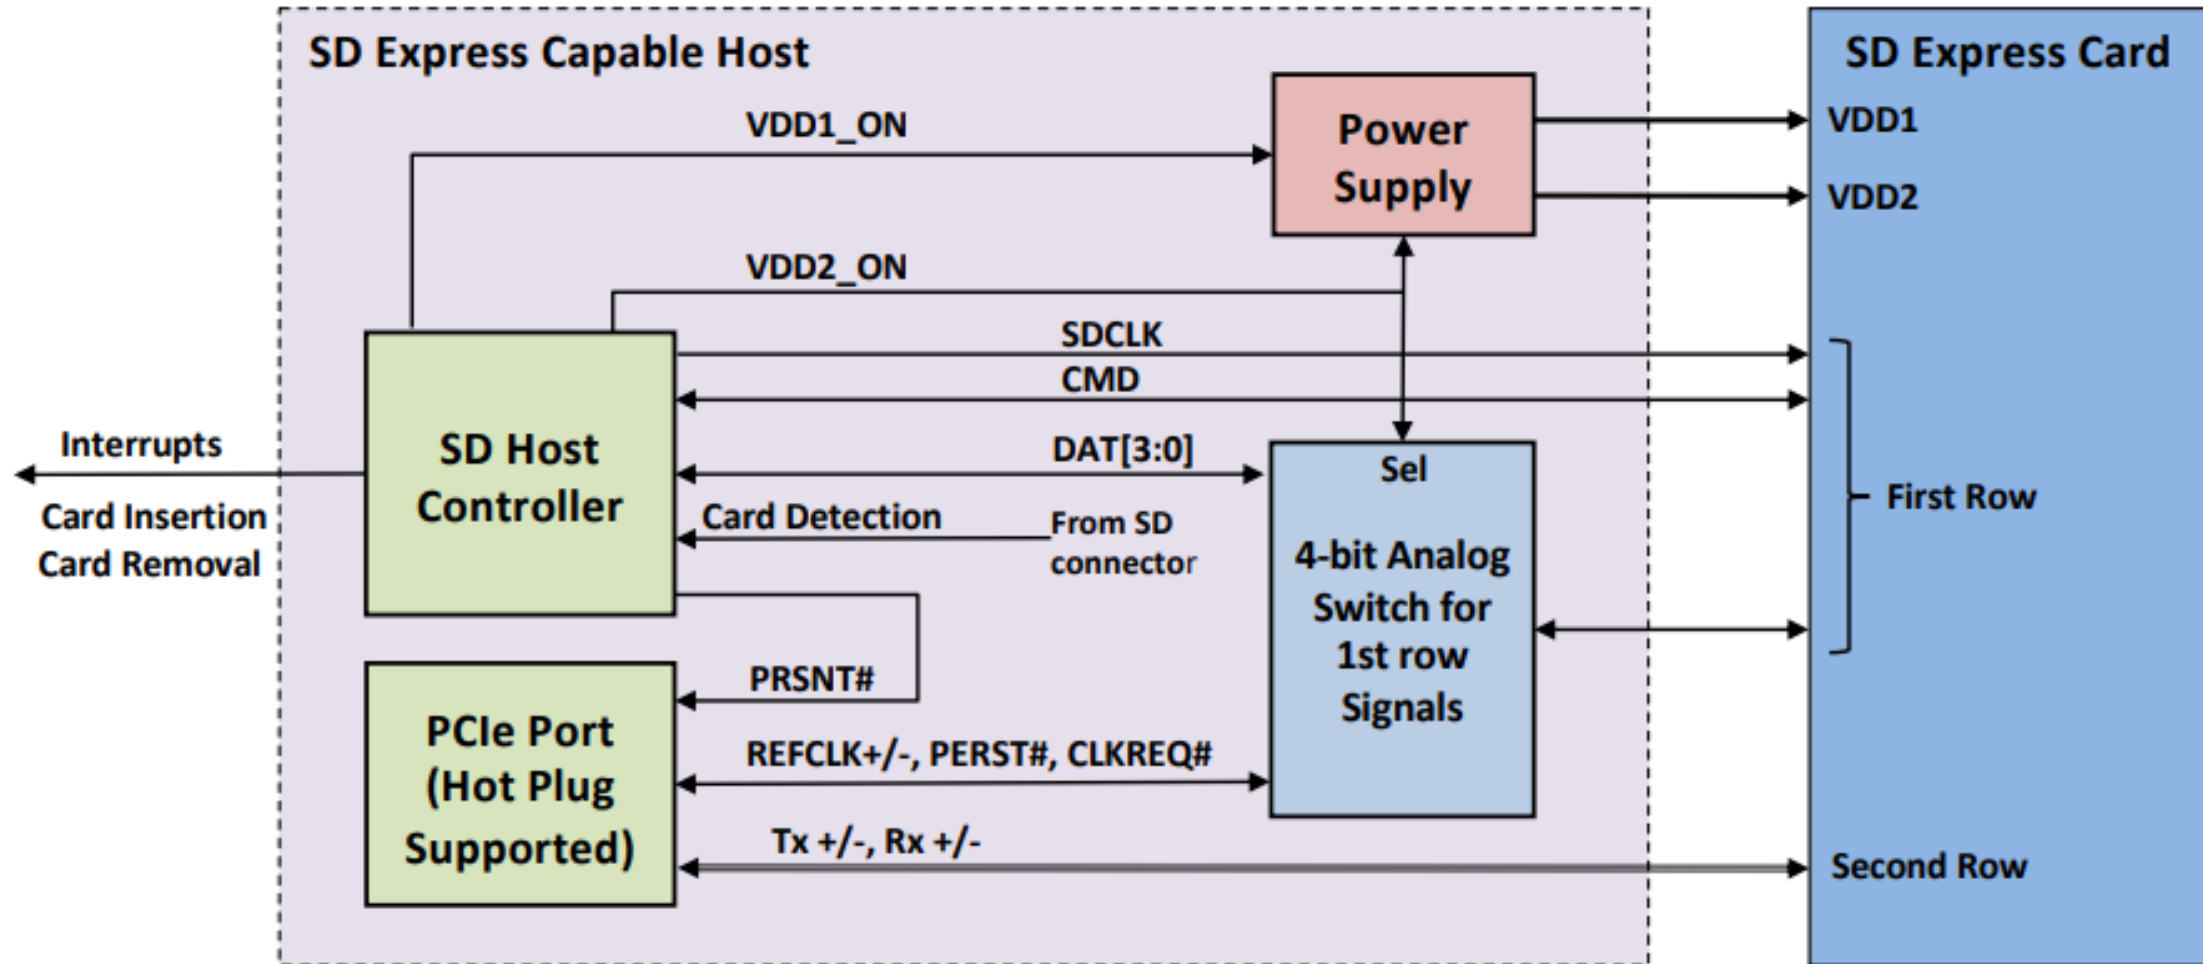 SD Express Capable Host
SD Express Card
VDD1_ON
Power
Supply
VDD1
VDD2
VDD2_ON
SDCLK
CMD
SD Host
Controller
Interrupts
Card Insertion
Card Removal
DAT[3:0]
Card Detection
From SD
connector
Sel
4-bit Analog
Switch for
1st row
Signals
First Row
PRSNT#
PCIe Port
(Hot Plug
Supported)
REFCLK+/-, PERST#, CLKREQ#
Tx +/-, Rx +/-
Second Row